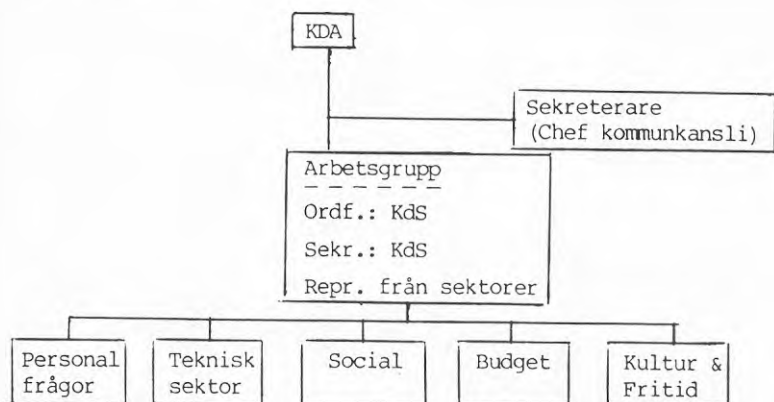 KDA
Sekreterare
(Chef kommunkansli)
Arbetsgrupp
Ordf.: KdS
Sekr.: KdS
Repr. från sektorer
Personal
frågor
Teknisk
sektor
Social
Budget
Kultur &
Fritid